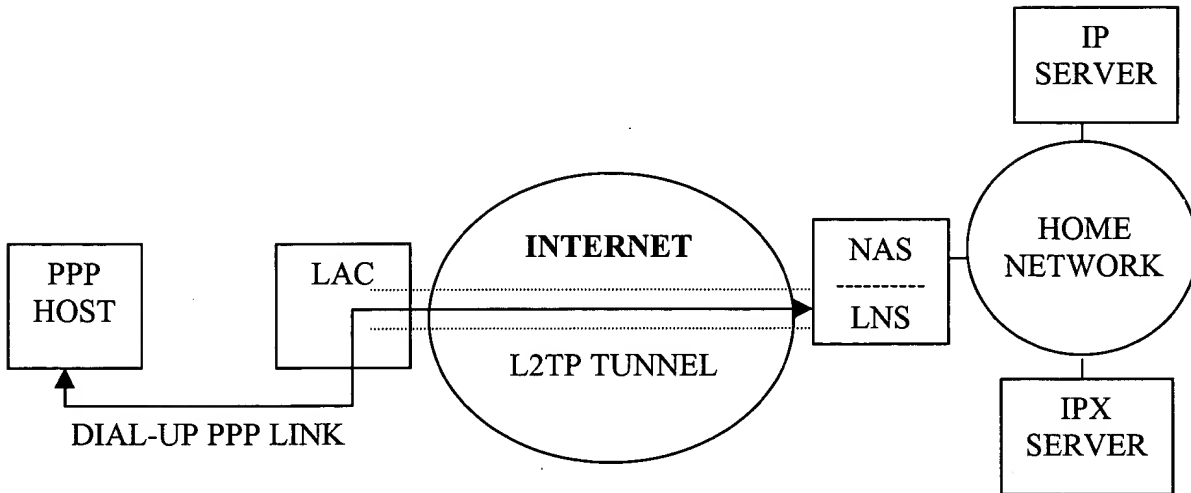 IP
SERVER
PPP
HOST
LAC
INTERNET
L2TP TUNNEL
NAS
LNS
HOME
NETWORK
DIAL-UP PPP LINK
IPX
SERVER